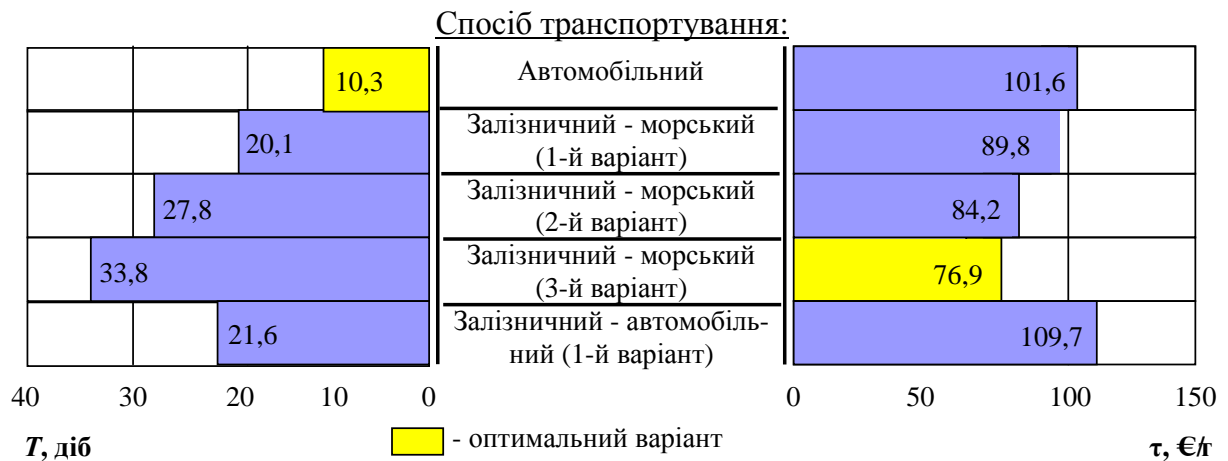 Спосіб транспортування:
10,3
Автомобільний
101,6
20,1
Залізничний - морський
(1-й варіант)
89,8
27,8
Залізничний - морський
(2-й варіант)
84,2
33,8
Залізничний - морський
(3-й варіант)
76,9
21,6
Залізничний - автомобіль-
ний (1-й варіант)
109,7
40 30 20 10 0
0 50 100 150
T, діб
- оптимальний варіант
τ, €/т